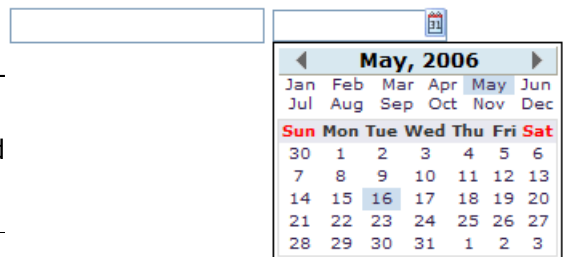 31
May, 2006
Jan Feb Mar Apr May Jun
Jul Aug Sep Oct Nov Dec
Sun Mon Tue Wed Thu Fri Sat
30 1 2 3 4 5 6
7 8 9 10 11 12 13
14 15 16 17 18 19 20
d
21 22 23 24 25 26 27
28 29 30 31 1 2 3